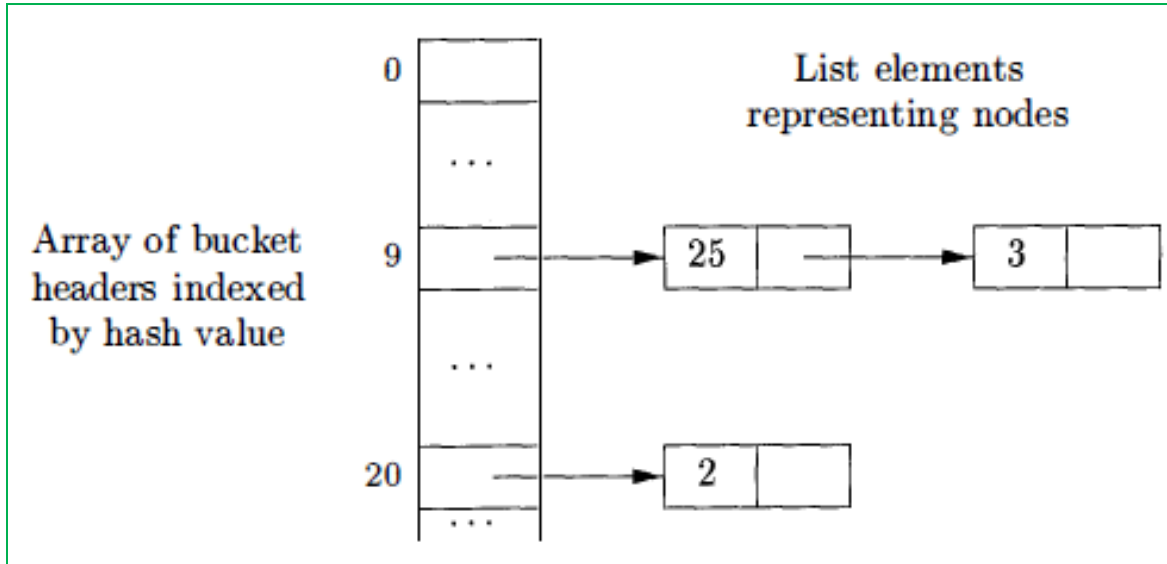 0
List elements
representing nodes
...
Array of bucket
headers indexed
by hash value
9
25
3
...
20
2
...